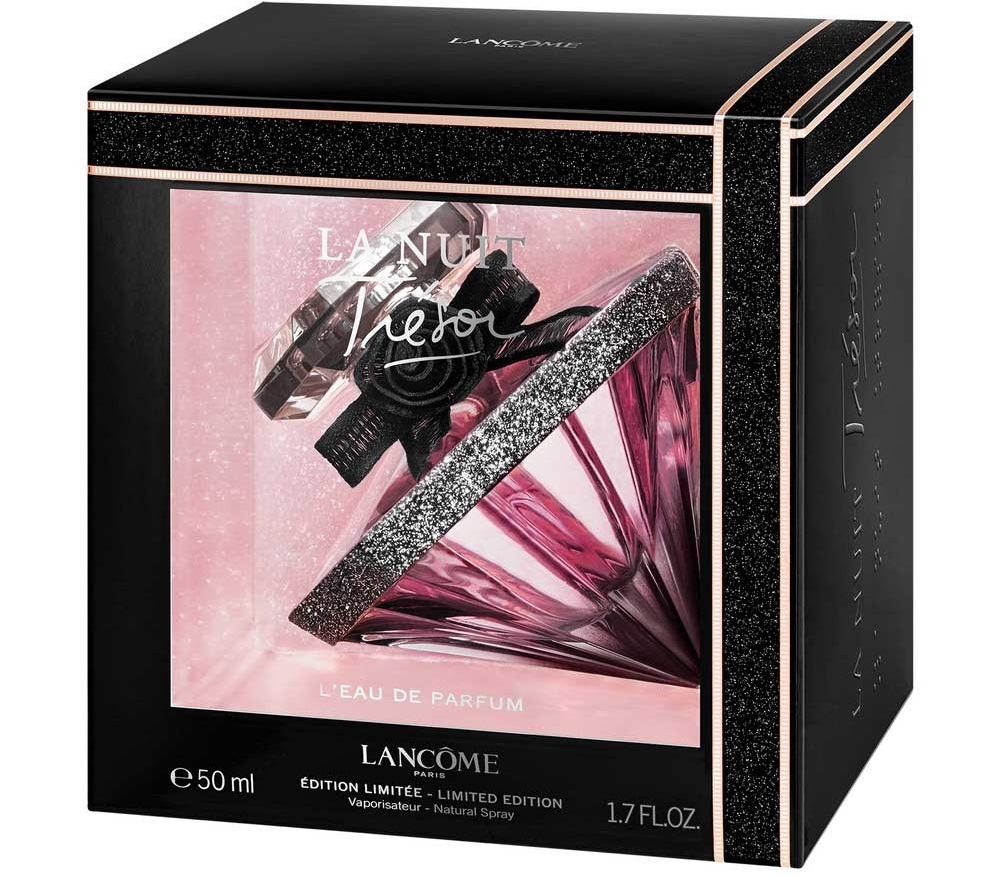 LANCÔME
PARIS
LA NUIT
Trésor
L'EAU DE PARFUM
LANCÔME
PARIS
ÉDITION LIMITÉE - LIMITED EDITION
Vaporisateur - Natural Spray
℮ 50 ml
1.7 FL.OZ.
LA NUIT Trésor